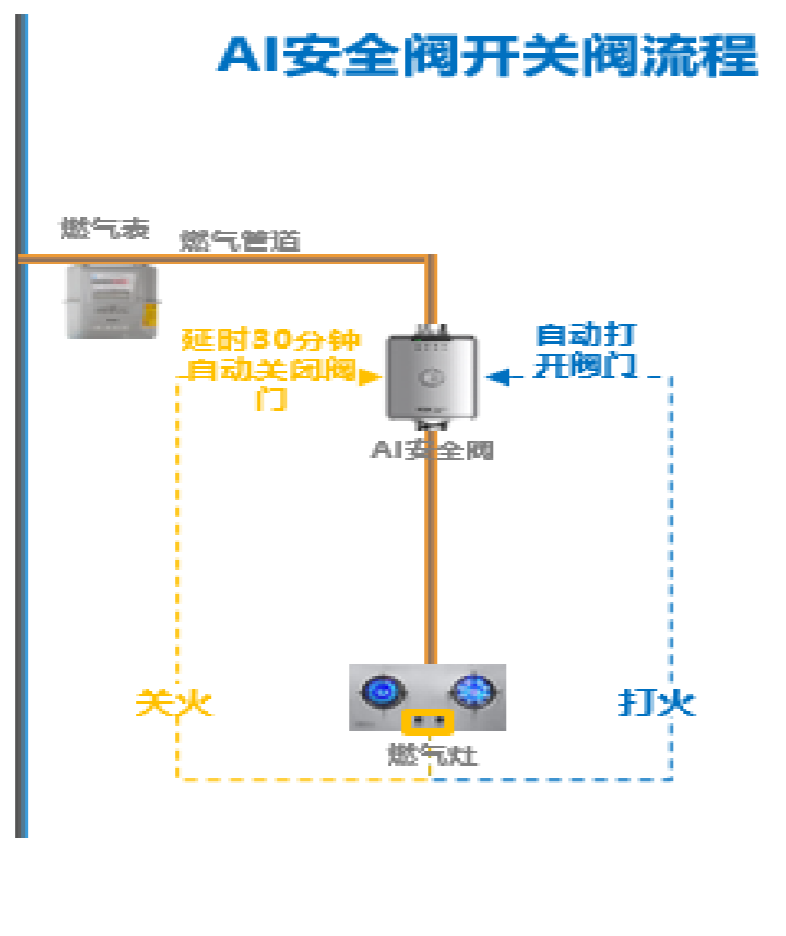 AI安全阀开关阀流程
燃气表
燃气管道
延时30分钟
自动关闭阀
门
自动打
开阀门
AI安全阀
关火
打火
燃气灶